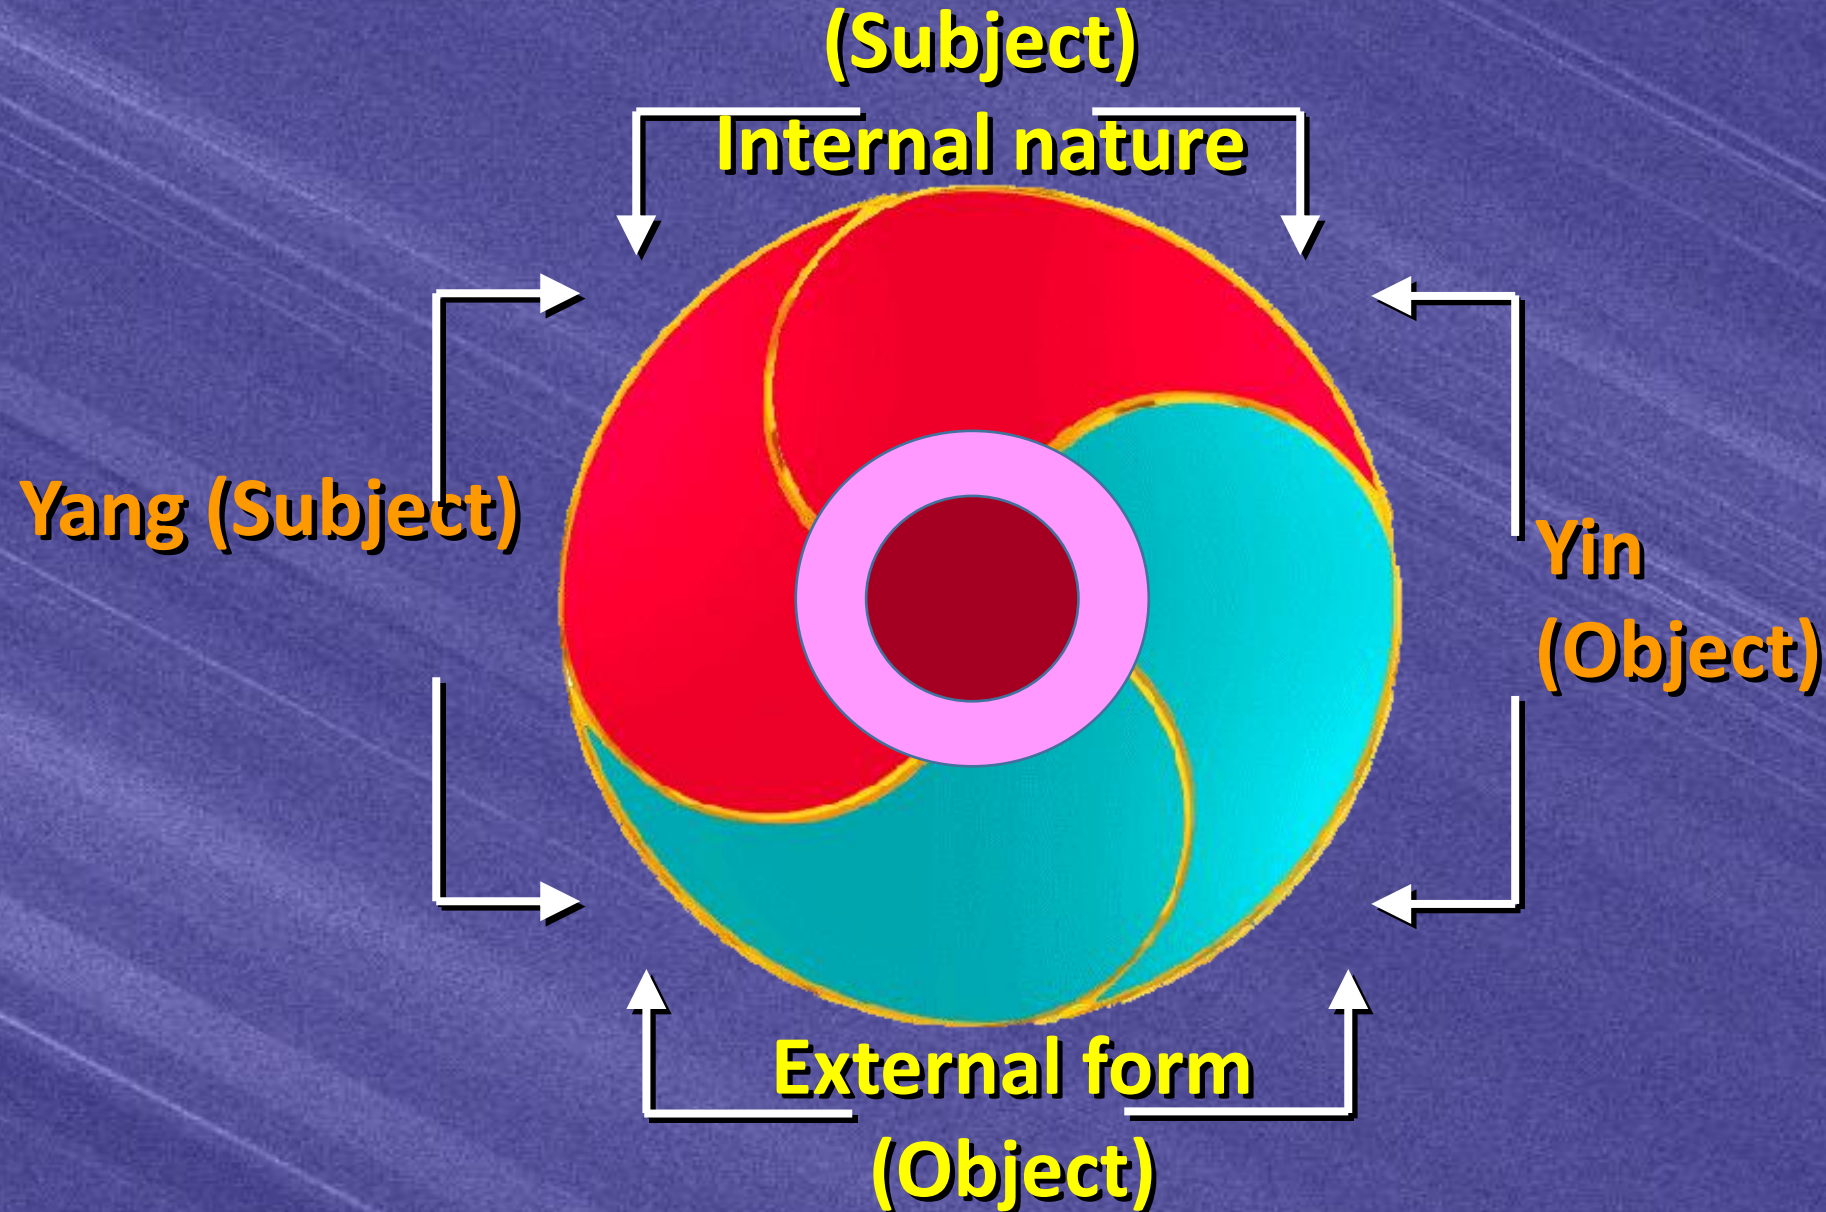 (Subject)
Internal nature
Yang (Subject)
Yin
(Object)
External form
(Object)